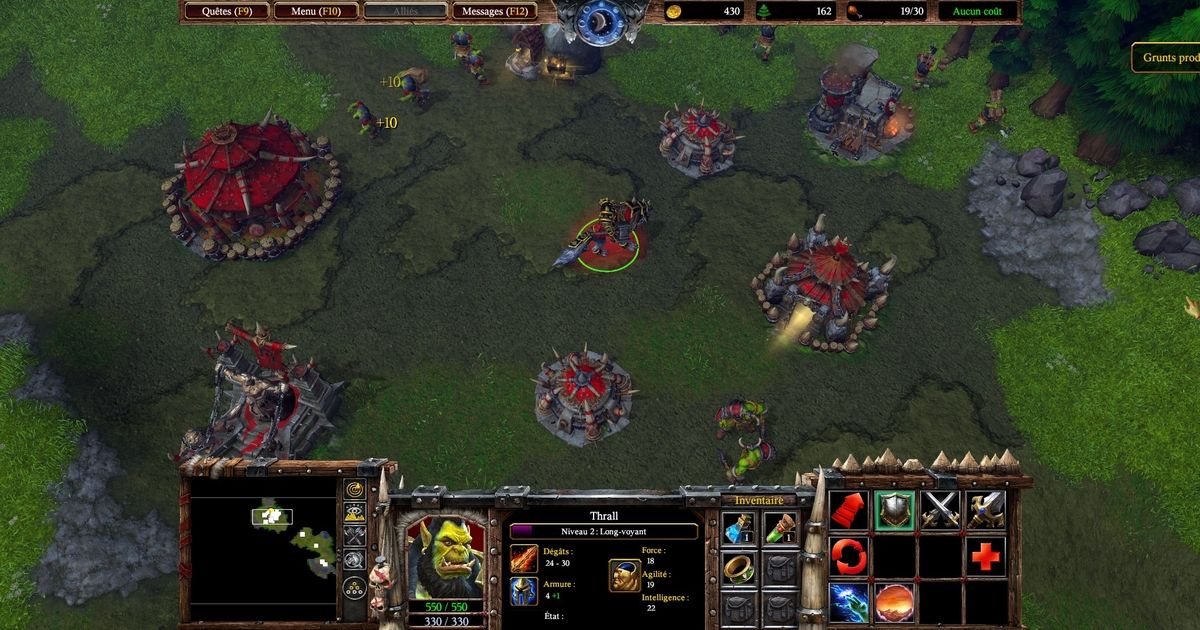 Quêtes (F9) Menu (F10) Alliés Messages (F12) 430 162 19/30 Aucun coût
Grunts prod
+10
+10
Thrall
Niveau 2 : Long-voyant
Dégâts :
24 - 30
Armure :
4 +1
État :
Force :
18
Agilité :
19
Intelligence :
22
550 / 550
330 / 330
Inventaire
1 1